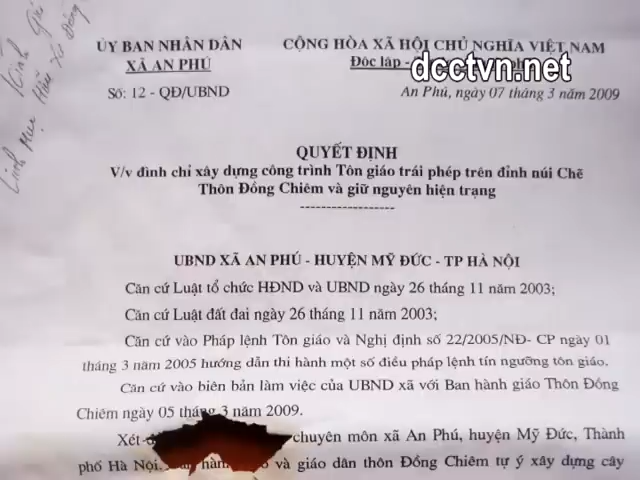 Kính gửi
Linh Mục Hữu Xứ Đồng
ỦY BAN NHÂN DÂN
XÃ AN PHÚ
Số: 12 - QĐ/UBND
CỘNG HÒA XÃ HỘI CHỦ NGHĨA VIỆT NAM
Độc lập -
dcctvn.net
An Phú, ngày 07 tháng 3 năm 2009
QUYẾT ĐỊNH
V/v đình chỉ xây dựng công trình Tôn giáo trái phép trên đỉnh núi Chẽ
Thôn Đồng Chiêm và giữ nguyên hiện trạng
UBND XÃ AN PHÚ - HUYỆN MỸ ĐỨC - TP HÀ NỘI
Căn cứ Luật tổ chức HĐND và UBND ngày 26 tháng 11 năm 2003;
Căn cứ Luật đất đai ngày 26 tháng 11 năm 2003;
Căn cứ vào Pháp lệnh Tôn giáo và Nghị định số 22/2005/NĐ- CP ngày 01
tháng 3 năm 2005 hướng dẫn thi hành một số điều pháp lệnh tín ngưỡng tôn giáo.
Căn cứ vào biên bản làm việc của UBND xã với Ban hành giáo Thôn Đồng
Chiêm ngày 05 tháng 3 năm 2009.
Xét chuyên môn xã An Phú, huyện Mỹ Đức, Thành
phố Hà Nội, hành và giáo dân thôn Đồng Chiêm tự ý xây dựng cây